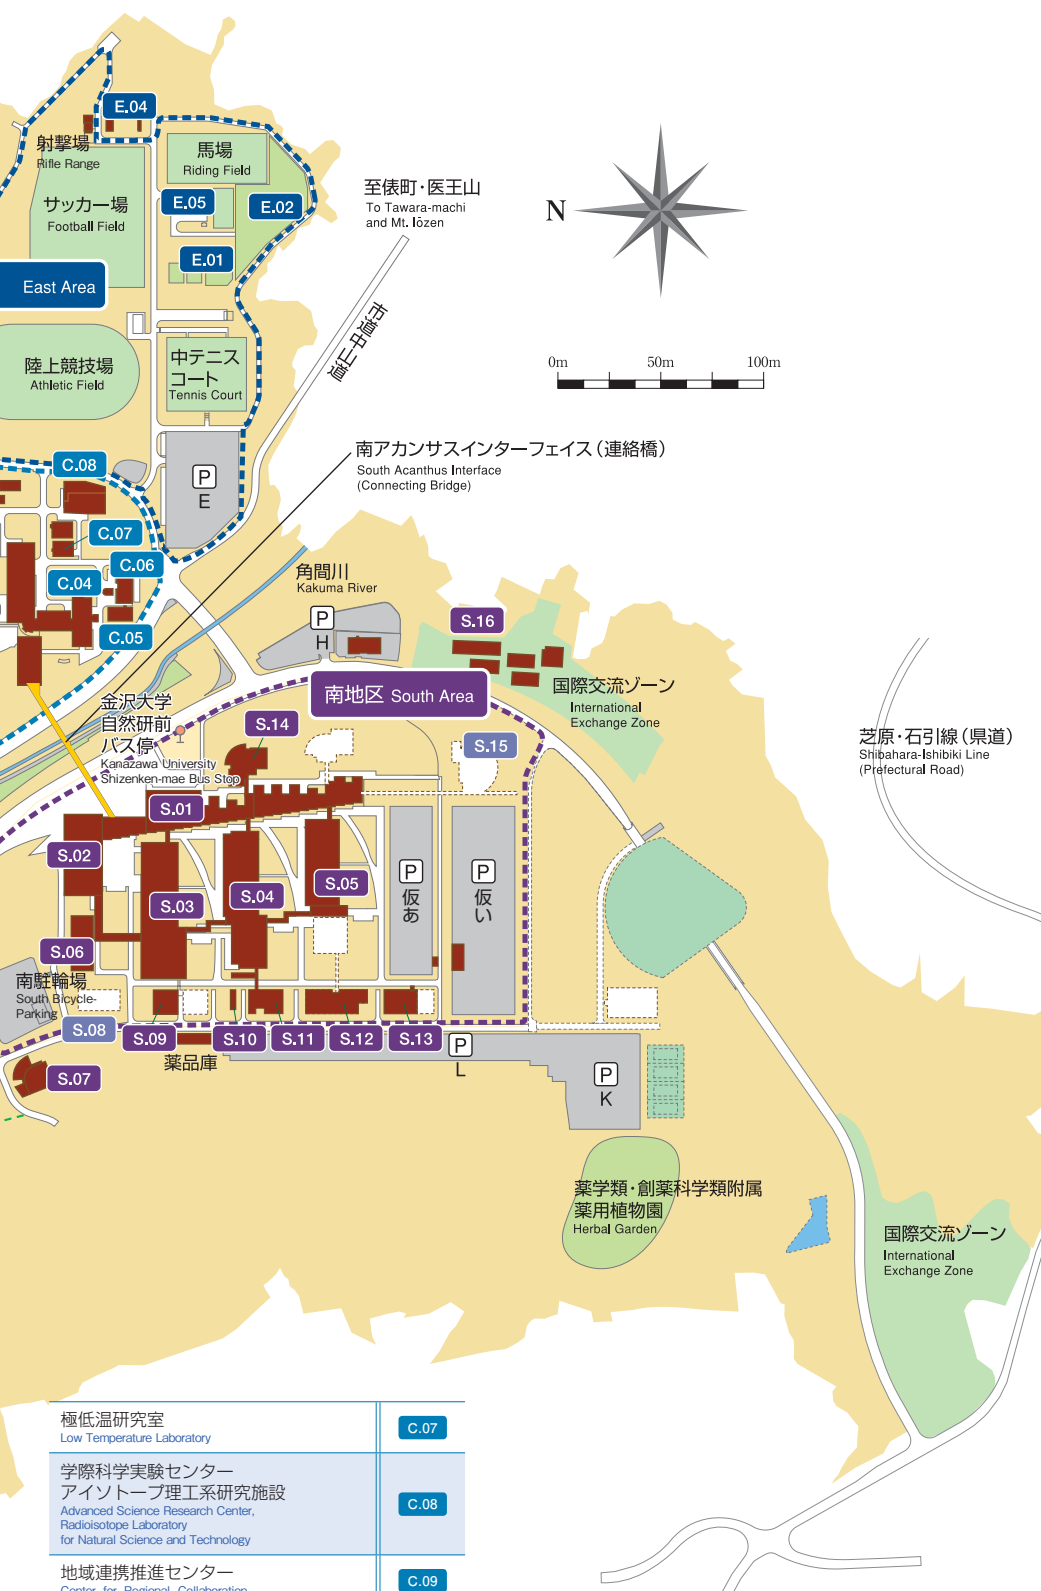 E.04
射撃場
Rifle Range
馬場
Riding Field
サッカー場
Football Field
E.05
E.02
E.01
East Area
至俵町・医王山
To Tawara-machi
and Mt. Iōzen
N
市道中山道
0m 50m 100m
陸上競技場
Athletic Field
中テニス
コート
Tennis Court
P
E
南アカンサスインターフェイス（連絡橋）
South Acanthus Interface
(Connecting Bridge)
C.08
C.07
C.06
C.04
C.05
角間川
Kakuma River
P
H
S.16
南地区 South Area
国際交流ゾーン
International
Exchange Zone
芝原・石引線（県道）
Shibahara-Ishibiki Line
(Prefectural Road)
金沢大学
自然研前
バス停
Kanazawa University
Shizenken-mae Bus Stop
S.14
S.15
S.01
S.02
S.03
S.04
S.05
P
仮あ
P
仮い
S.06
南駐輪場
South Bicycle-
Parking
S.08
S.09
S.10
S.11
S.12
S.13
薬品庫
S.07
P
L
P
K
薬学類・創薬科学類附属
薬用植物園
Herbal Garden
国際交流ゾーン
International
Exchange Zone
極低温研究室
Low Temperature Laboratory
C.07
学際科学実験センター
アイソトープ理工系研究施設
Advanced Science Research Center,
Radioisotope Laboratory
for Natural Science and Technology
C.08
地域連携推進センター
Center for Regional Collaboration
C.09